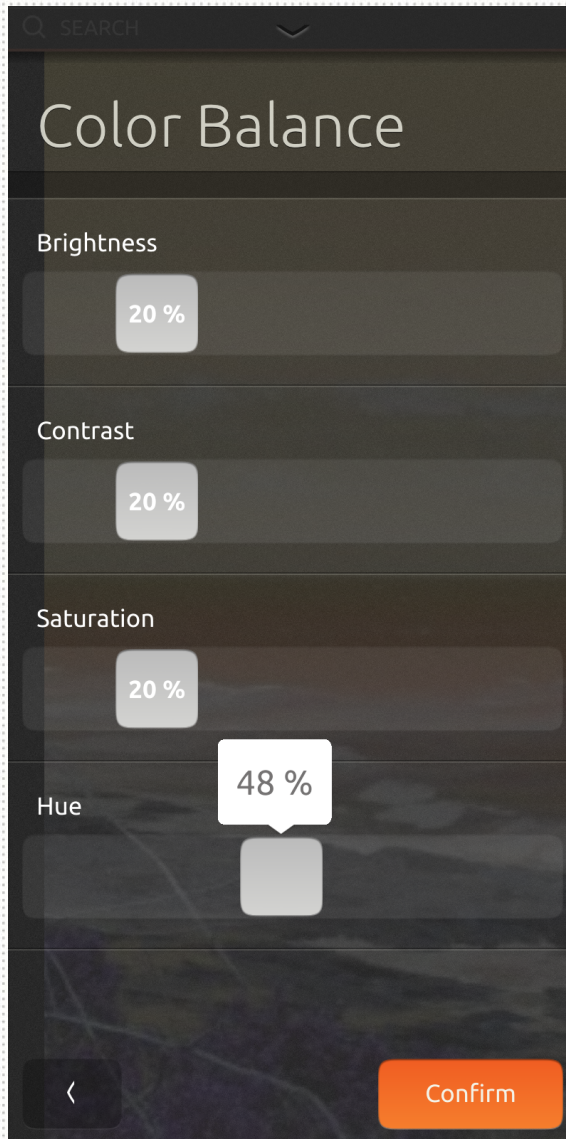 SEARCH
Color Balance
Brightness
20 %
Contrast
20 %
Saturation
20 %
48 %
Hue
Confirm